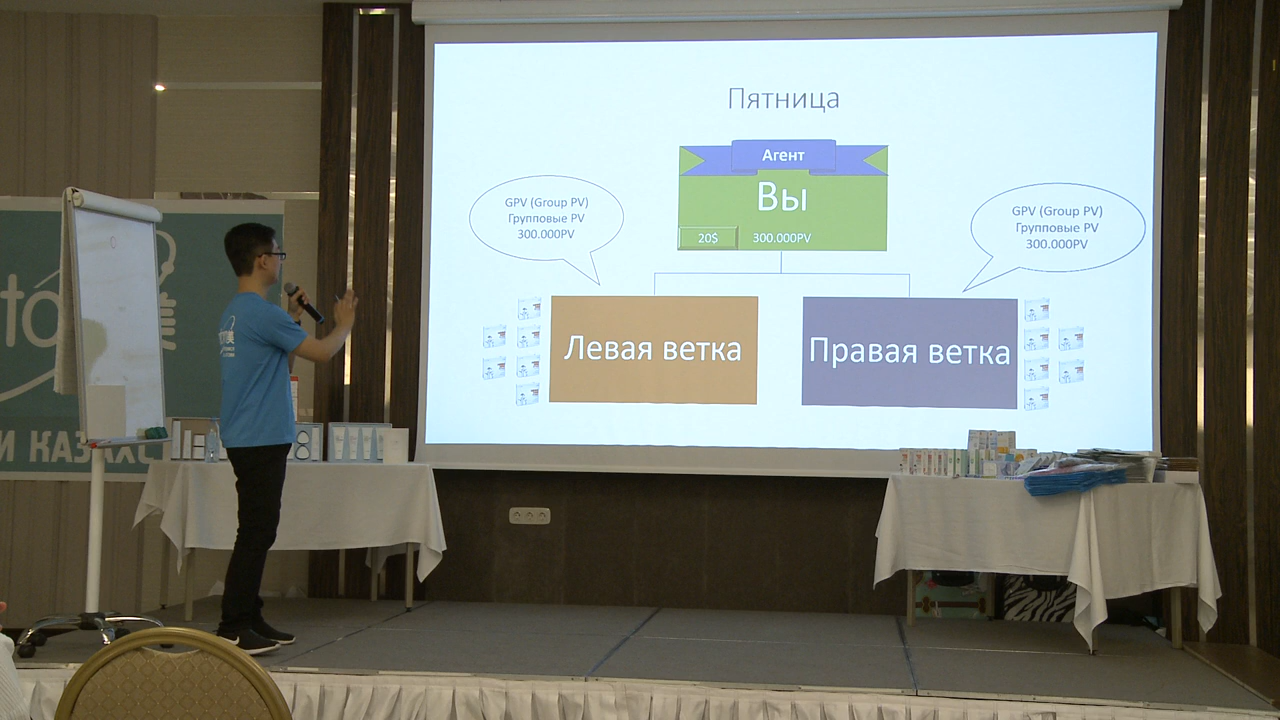 Пятница
Агент
Вы
20$ 300.000PV
GPV (Group PV)
Групповые PV
300.000PV
GPV (Group PV)
Групповые PV
300.000PV
Левая ветка
Правая ветка
И КАЗАХС